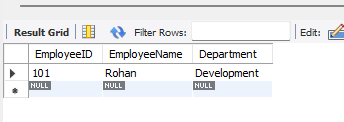 Result Grid Filter Rows: Edit:
EmployeeID EmployeeName Department
101 Rohan Development
NULL NULL NULL